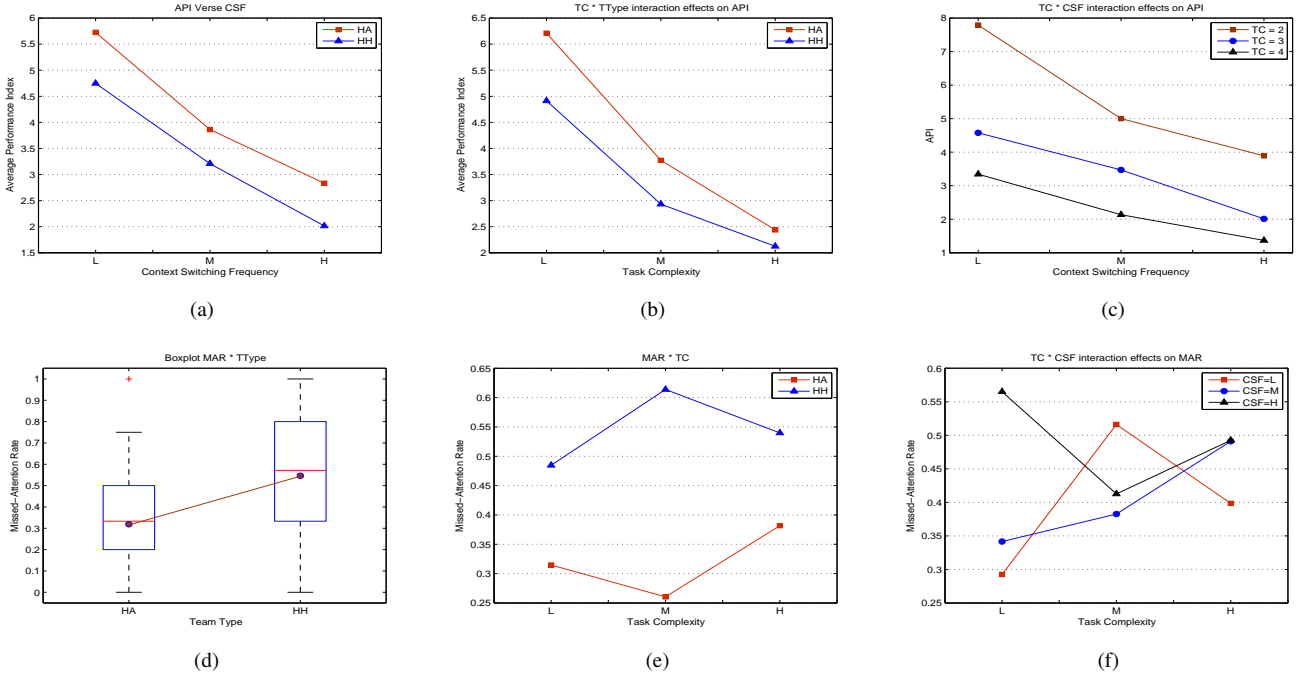 API Verse CSF
6
5.5
5
4.5
4
3.5
3
2.5
2
1.5
Average Performance Index
HA
HH
L
M
H
Context Switching Frequency
(a)
TC * TType interaction effects on API
6.5
6
5.5
5
4.5
4
3.5
3
2.5
2
Average Performance Index
HA
HH
L
M
H
Task Complexity
(b)
TC * CSF interaction effects on API
8
7
6
5
4
3
2
1
API
TC = 2
TC = 3
TC = 4
L
M
H
Context Switching Frequency
(c)
Boxplot MAR * TType
1
0.9
0.8
0.7
0.6
0.5
0.4
0.3
0.2
0.1
0
Missed-Attention Rate
HA
HH
Team Type
(d)
MAR * TC
0.65
0.6
0.55
0.5
0.45
0.4
0.35
0.3
0.25
Missed-Attention Rate
HA
HH
L
M
H
Task Complexity
(e)
TC * CSF interaction effects on MAR
0.6
0.55
0.5
0.45
0.4
0.35
0.3
0.25
Missed-Attention Rate
CSF=L
CSF=M
CSF=H
L
M
H
Task Complexity
(f)